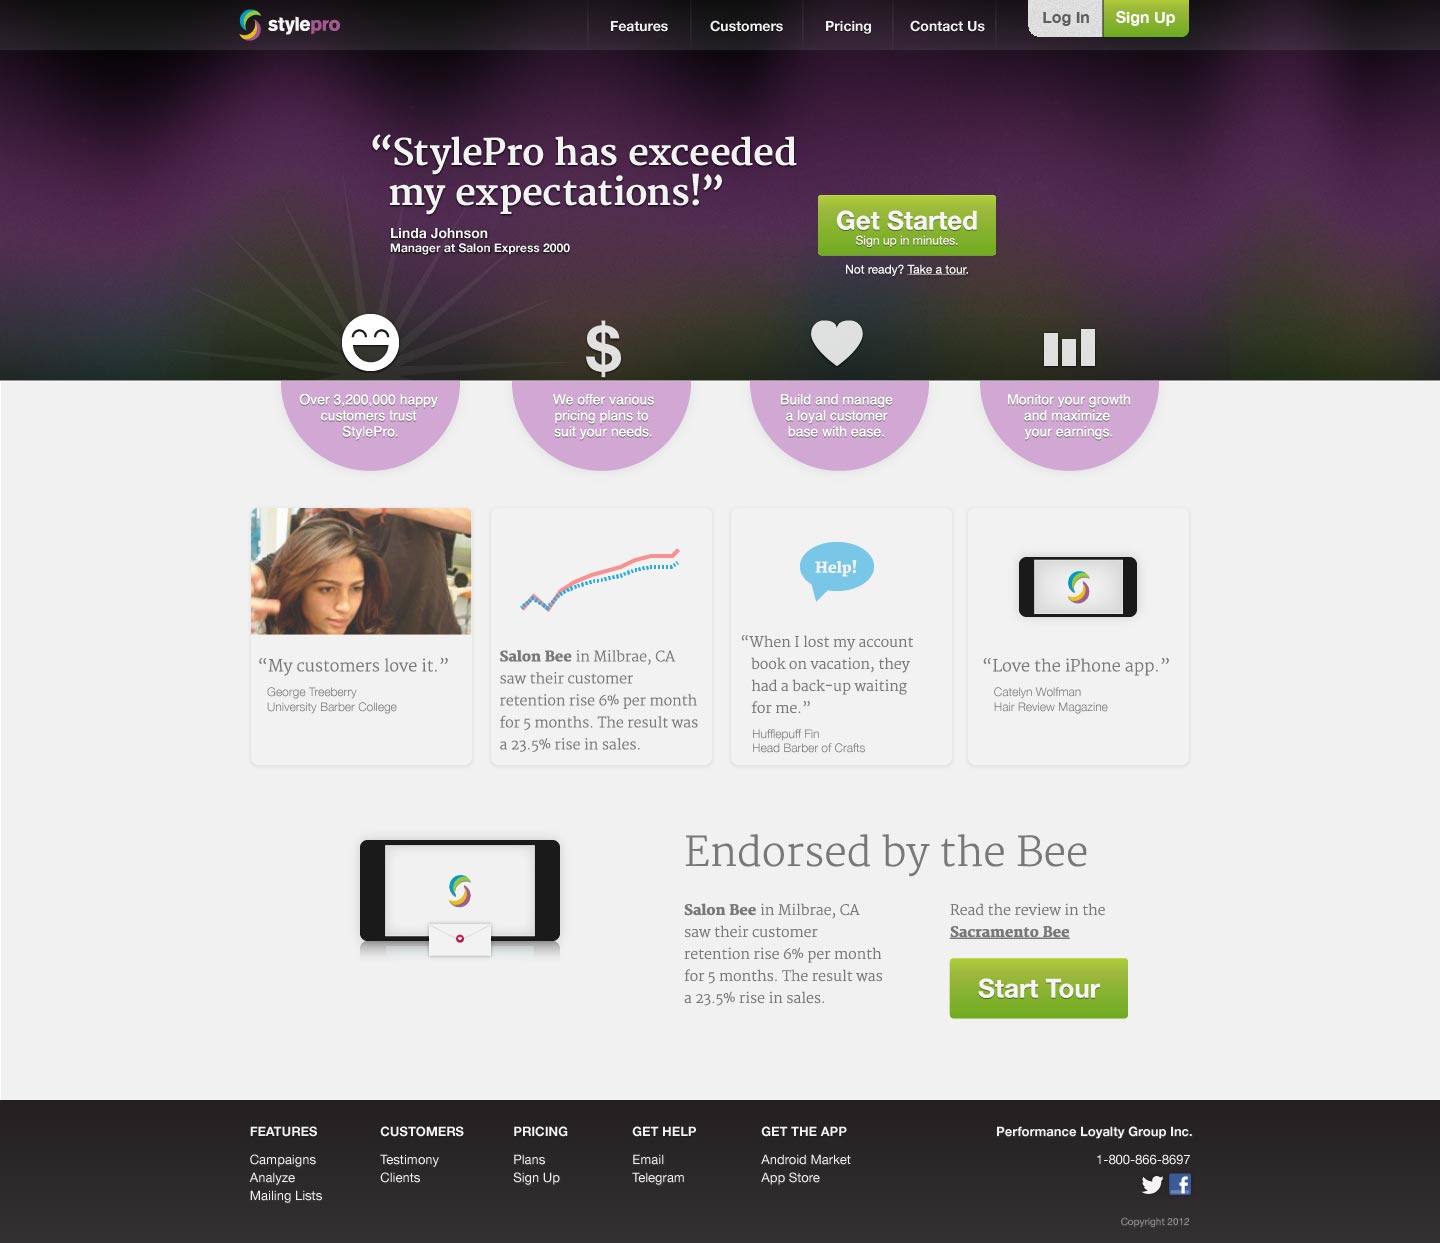 stylepro
Features
Customers
Pricing
Contact Us
Log In
Sign Up
“StylePro has exceeded
my expectations!”
Linda Johnson
Manager at Salon Express 2000
Get Started
Sign up in minutes.
Not ready? Take a tour.
$
Over 3,200,000 happy
customers trust
StylePro.
We offer various
pricing plans to
suit your needs.
Build and manage
a loyal customer
base with ease.
Monitor your growth
and maximize
your earnings.
“My customers love it.”
George Treeberry
University Barber College
Salon Bee in Milbrae, CA
saw their customer
retention rise 6% per month
for 5 months. The result was
a 23.5% rise in sales.
Help!
“When I lost my account
book on vacation, they
had a back-up waiting
for me.”
Hufflepuff Fin
Head Barber of Crafts
“Love the iPhone app.”
Catelyn Wolfman
Hair Review Magazine
Endorsed by the Bee
Salon Bee in Milbrae, CA
saw their customer
retention rise 6% per month
for 5 months. The result was
a 23.5% rise in sales.
Read the review in the
Sacramento Bee
Start Tour
FEATURES
Campaigns
Analyze
Mailing Lists
CUSTOMERS
Testimony
Clients
PRICING
Plans
Sign Up
GET HELP
Email
Telegram
GET THE APP
Android Market
App Store
Performance Loyalty Group Inc.
1-800-866-8697
Copyright 2012